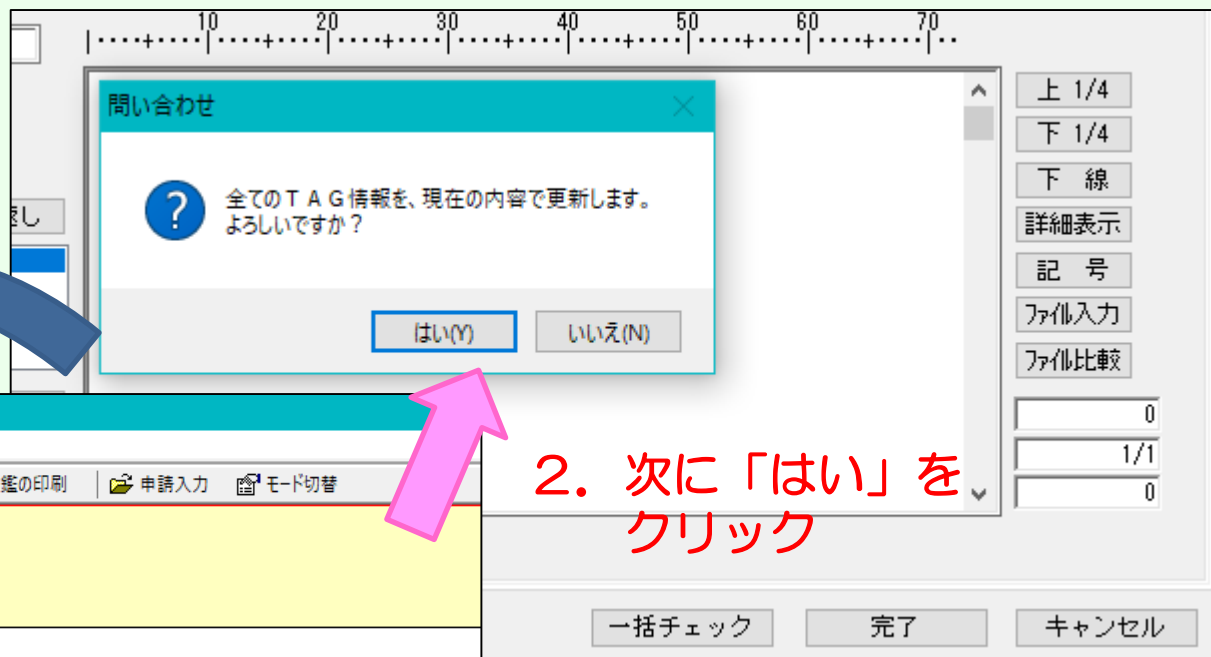 10 20 30 40 50 60 70
|････+････|････+････|････+････|････+････|････+････|････+････|････+････|･･
問い合わせ
全てのＴＡＧ情報を、現在の内容で更新します。
よろしいですか？
はい(Y) いいえ(N)
上 1/4
下 1/4
下 線
詳細表示
記 号
ﾌｧｲﾙ入力
ﾌｧｲﾙ比較
0
1/1
0
返し
鑑の印刷 申請入力 ﾓｰﾄﾞ切替
２．次に「はい」を
クリック
一括チェック 完了 キャンセル